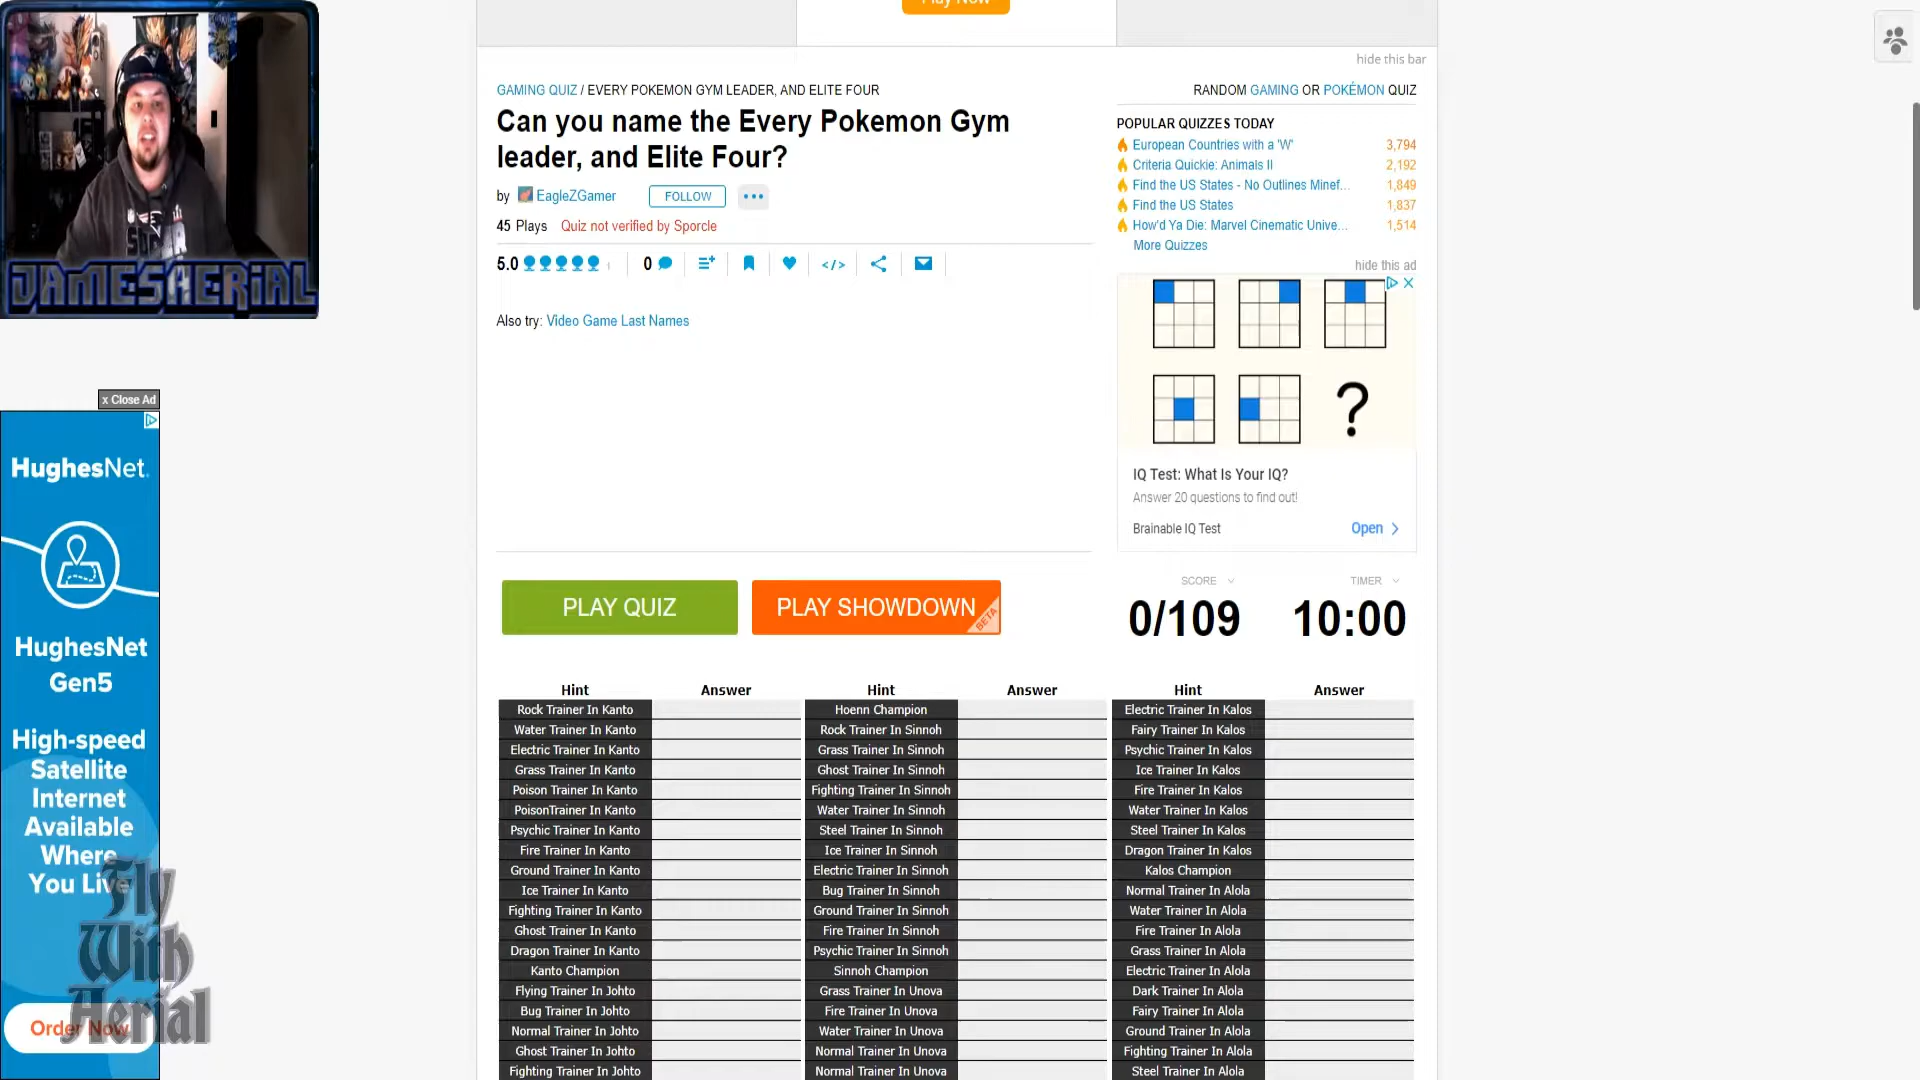 Play Now
hide this bar
GAMING QUIZ / EVERY POKEMON GYM LEADER, AND ELITE FOUR
RANDOM GAMING OR POKÉMON QUIZ
Can you name the Every Pokemon Gym
leader, and Elite Four?
by EagleZGamer FOLLOW
45 Plays Quiz not verified by Sporcle
5.0 0 </>
Also try: Video Game Last Names
POPULAR QUIZZES TODAY
European Countries with a 'W' 3,794
Criteria Quickie: Animals II 2,192
Find the US States - No Outlines Minef... 1,849
Find the US States 1,837
How'd Ya Die: Marvel Cinematic Unive... 1,514
More Quizzes
hide this ad
?
IQ Test: What Is Your IQ?
Answer 20 questions to find out!
Brainable IQ Test Open
JAMESAERIAL
x Close Ad
HughesNet.
HughesNet
Gen5
High-speed
Satellite
Internet
Available
Where
You Live
Order Now
Fly
With
Aerial
PLAY QUIZ
PLAY SHOWDOWN
BETA
SCORE TIMER
0/109 10:00
Hint Answer Hint Answer Hint Answer
Rock Trainer In Kanto Hoenn Champion Electric Trainer In Kalos
Water Trainer In Kanto Rock Trainer In Sinnoh Fairy Trainer In Kalos
Electric Trainer In Kanto Grass Trainer In Sinnoh Psychic Trainer In Kalos
Grass Trainer In Kanto Ghost Trainer In Sinnoh Ice Trainer In Kalos
Poison Trainer In Kanto Fighting Trainer In Sinnoh Fire Trainer In Kalos
PoisonTrainer In Kanto Water Trainer In Sinnoh Water Trainer In Kalos
Psychic Trainer In Kanto Steel Trainer In Sinnoh Steel Trainer In Kalos
Fire Trainer In Kanto Ice Trainer In Sinnoh Dragon Trainer In Kalos
Ground Trainer In Kanto Electric Trainer In Sinnoh Kalos Champion
Ice Trainer In Kanto Bug Trainer In Sinnoh Normal Trainer In Alola
Fighting Trainer In Kanto Ground Trainer In Sinnoh Water Trainer In Alola
Ghost Trainer In Kanto Fire Trainer In Sinnoh Fire Trainer In Alola
Dragon Trainer In Kanto Psychic Trainer In Sinnoh Grass Trainer In Alola
Kanto Champion Sinnoh Champion Electric Trainer In Alola
Flying Trainer In Johto Grass Trainer In Unova Dark Trainer In Alola
Bug Trainer In Johto Fire Trainer In Unova Fairy Trainer In Alola
Normal Trainer In Johto Water Trainer In Unova Ground Trainer In Alola
Ghost Trainer In Johto Normal Trainer In Unova Fighting Trainer In Alola
Fighting Trainer In Johto Normal Trainer In Unova Steel Trainer In Alola